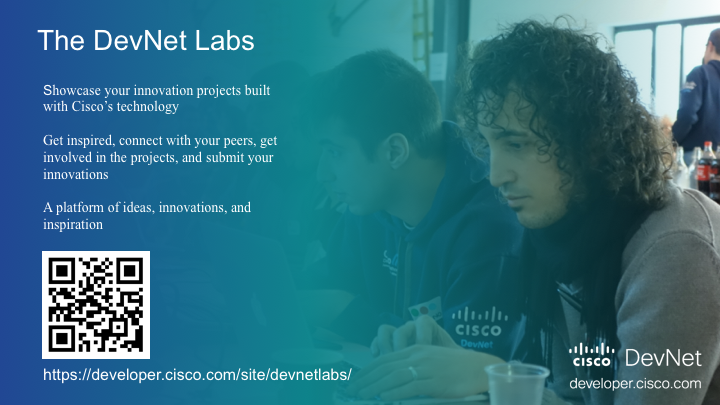 The DevNet Labs
Showcase your innovation projects built
with Cisco's technology
Get inspired, connect with your peers, get
involved in the projects, and submit your
innovations
A platform of ideas, innovations, and
inspiration
https://developer.cisco.com/site/devnetlabs/
CISCO
DevNet
CISCO DevNet
developer.cisco.com